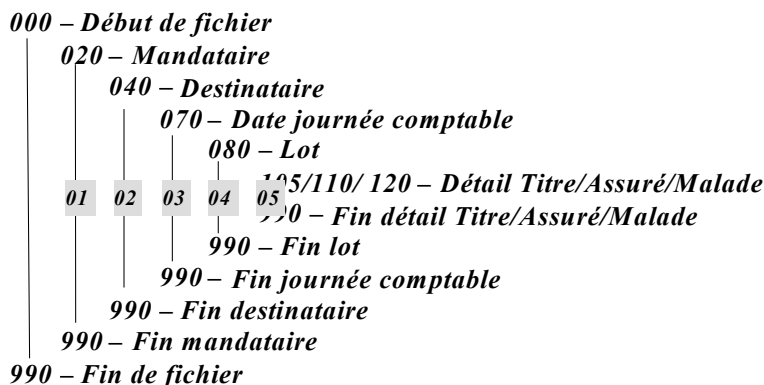 000 – Début de fichier
020 – Mandataire
040 – Destinataire
070 – Date journée comptable
080 – Lot
/110/ 120 – Détail Titre/Assuré/Malade
01 02 03 04 05
– Fin détail Titre/Assuré/Malade
990 – Fin lot
990 – Fin journée comptable
990 – Fin destinataire
990 – Fin mandataire
990 – Fin de fichier